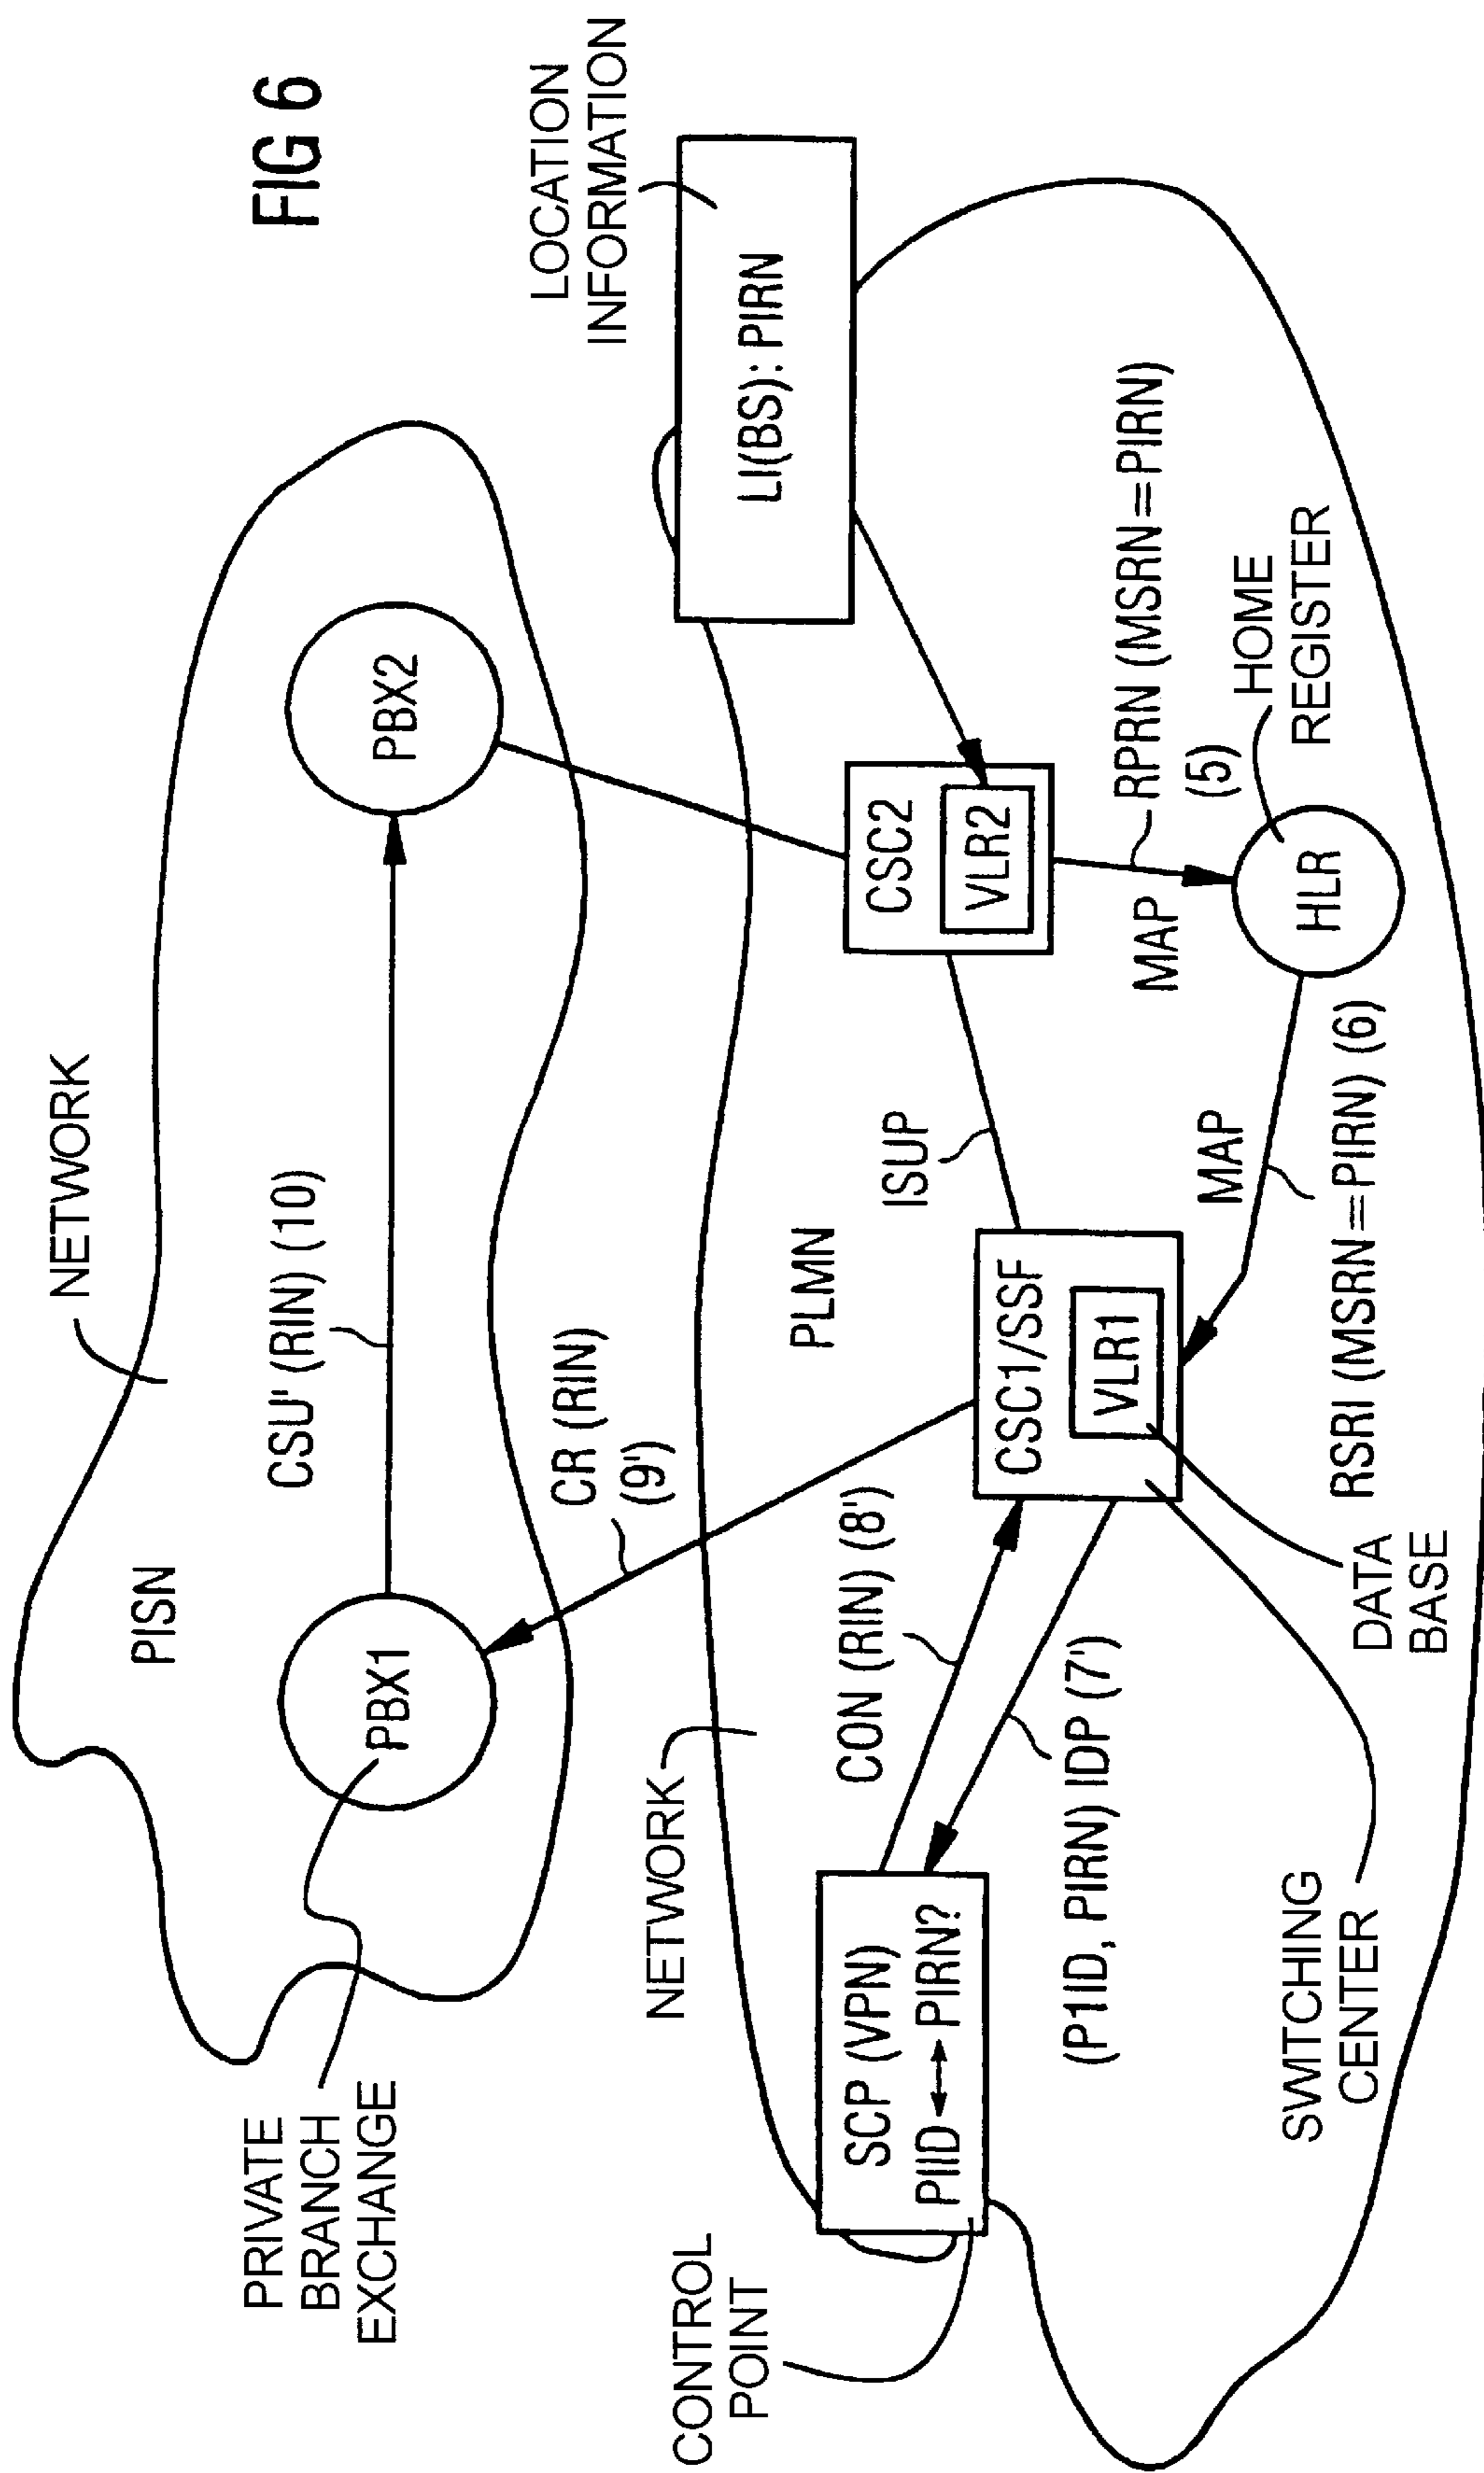 FIG 6
NETWORK
PISN
PRIVATE
BRANCH
EXCHANGE
PBX1
CSU' (RIN) (10)
PBX2
CR (RIN)
(9')
LOCATION
INFORMATION
LI(BS): PIRN
NETWORK
PLMN
CONTROL
POINT
SCP (VPN)
PIID ↔ PIRN?
CON (RIN) (8')
(P1ID, PIRN) IDP (7')
CSC1/SSF
VLR1
ISUP
CSC2
VLR2
MAP
RPRN (MSRN=PIRN)
(5)
HOME
REGISTER
HLR
MAP
RSRI (MSRN=PIRN) (6)
DATA
BASE
SWTCHING
CENTER